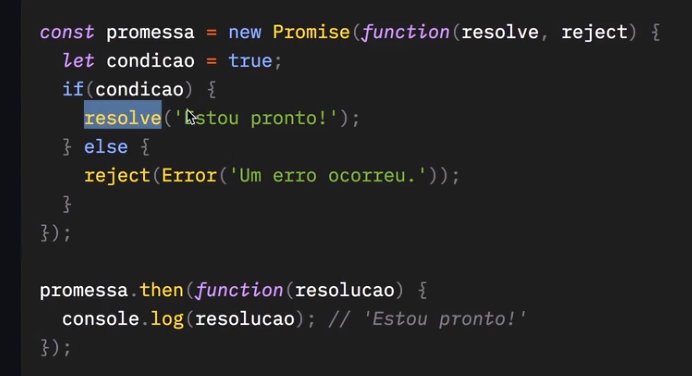 const promessa = new Promise(function(resolve, reject) {
  let condicao = true;
  if(condicao) {
    resolve('Estou pronto!');
  } else {
    reject(Error('Um erro ocorreu.'));
  }
});

promessa.then(function(resolucao) {
  console.log(resolucao); // 'Estou pronto!'
});